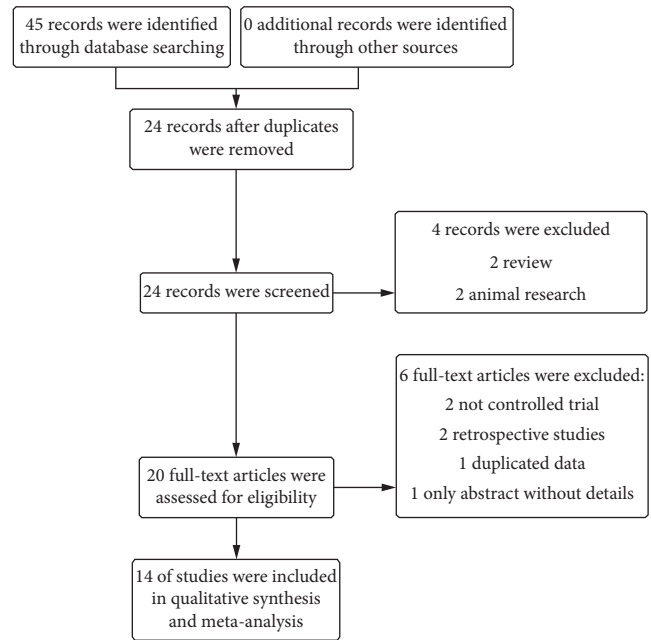 45 records were identified
through database searching
0 additional records were identified
through other sources
24 records after duplicates
were removed
24 records were screened
4 records were excluded
2 review
2 animal research
20 full-text articles were
assessed for eligibility
6 full-text articles were excluded:
2 not controlled trial
2 retrospective studies
1 duplicated data
1 only abstract without details
14 of studies were included
in qualitative synthesis
and meta-analysis